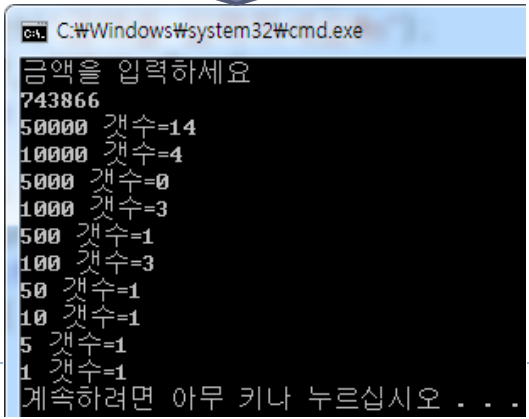 C:₩Windows₩system32₩cmd.exe
금액을 입력하세요
743866
50000 갯수=14
10000 갯수=4
5000 갯수=0
1000 갯수=3
500 갯수=1
100 갯수=3
50 갯수=1
10 갯수=1
5 갯수=1
1 갯수=1
계속하려면 아무 키나 누르십시오 . . .